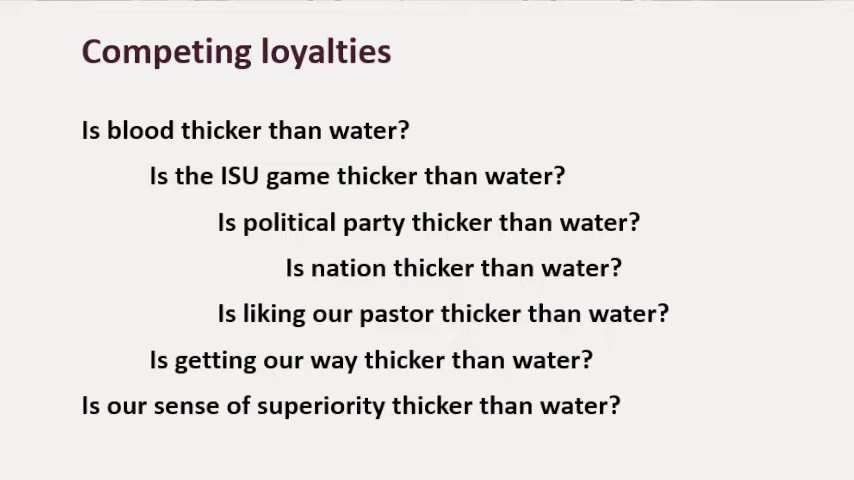 Competing loyalties
Is blood thicker than water?
Is the ISU game thicker than water?
Is political party thicker than water?
Is nation thicker than water?
Is liking our pastor thicker than water?
Is getting our way thicker than water?
Is our sense of superiority thicker than water?